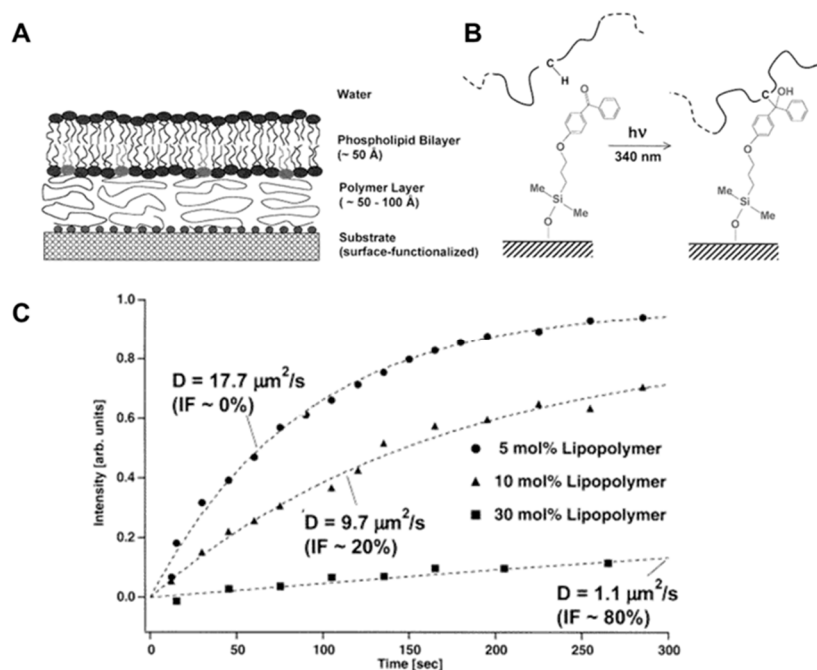 A
Water
Phospholipid Bilayer
(~ 50 Å)
Polymer Layer
(~ 50 - 100 Å)
Substrate
(surface-functionalized)
B
C
H
O
O
Me
Si
Me
O
hν
340 nm
C
OH
O
Me
Si
Me
O
C
Intensity [arb. units]
1.0
0.8
0.6
0.4
0.2
0.0
D = 17.7 μm²/s
(IF ~ 0%)
D = 9.7 μm²/s
(IF ~ 20%)
5 mol% Lipopolymer
10 mol% Lipopolymer
30 mol% Lipopolymer
D = 1.1 μm²/s
(IF ~ 80%)
0
50
100
150
200
250
300
Time [sec]